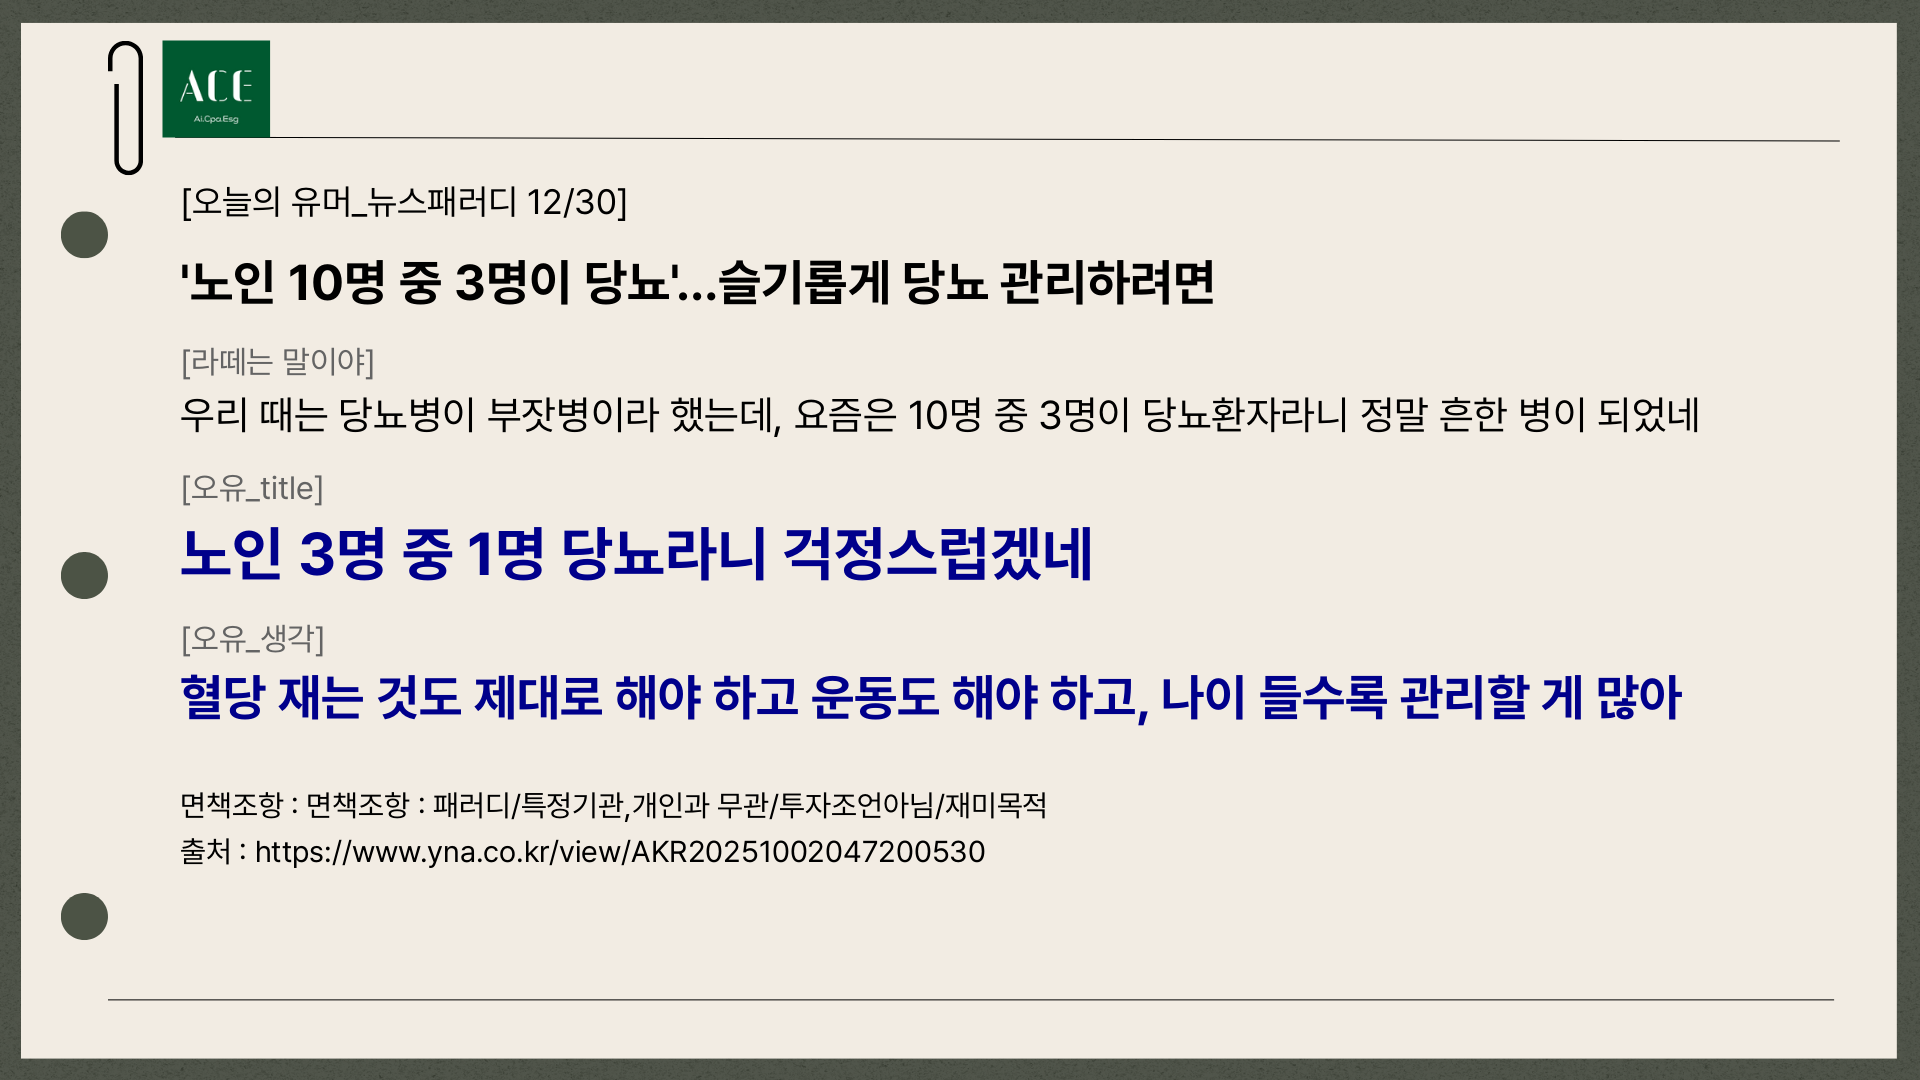 ACE
Ai.Cpa.Esg
[오늘의 유머_뉴스패러디 12/30]
'노인 10명 중 3명이 당뇨'...슬기롭게 당뇨 관리하려면
[라떼는 말이야]
우리 때는 당뇨병이 부잣병이라 했는데, 요즘은 10명 중 3명이 당뇨환자라니 정말 흔한 병이 되었네
[오유_title]
노인 3명 중 1명 당뇨라니 걱정스럽겠네
[오유_생각]
혈당 재는 것도 제대로 해야 하고 운동도 해야 하고, 나이 들수록 관리할 게 많아
면책조항 : 면책조항 : 패러디/특정기관,개인과 무관/투자조언아님/재미목적
출처 : https://www.yna.co.kr/view/AKR20251002047200530